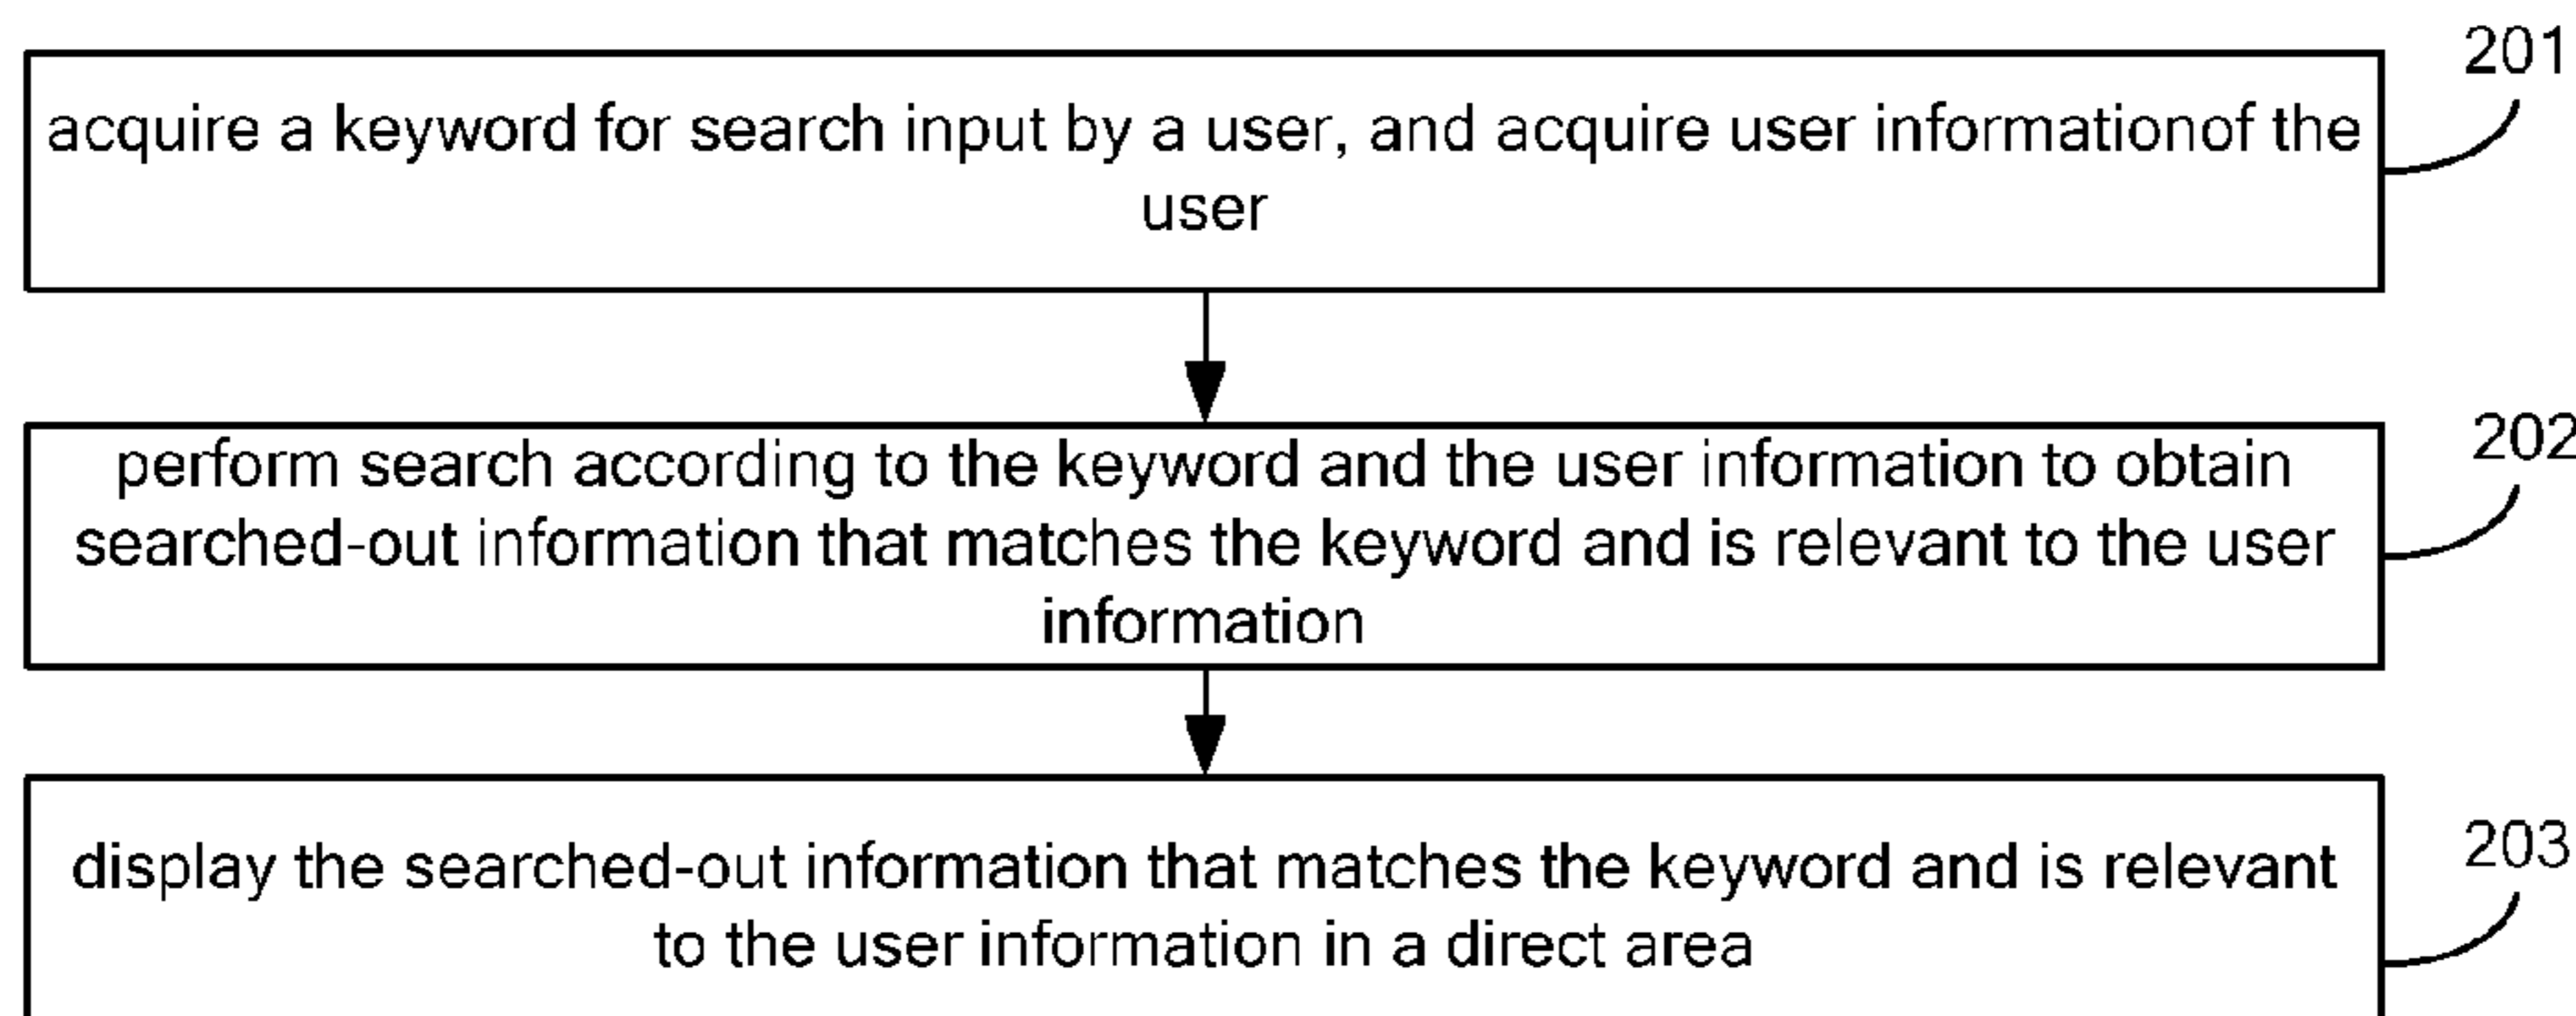 201
acquire a keyword for search input by a user, and acquire user informationof the
user
202
perform search according to the keyword and the user information to obtain
searched-out information that matches the keyword and is relevant to the user
information
203
display the searched-out information that matches the keyword and is relevant
to the user information in a direct area